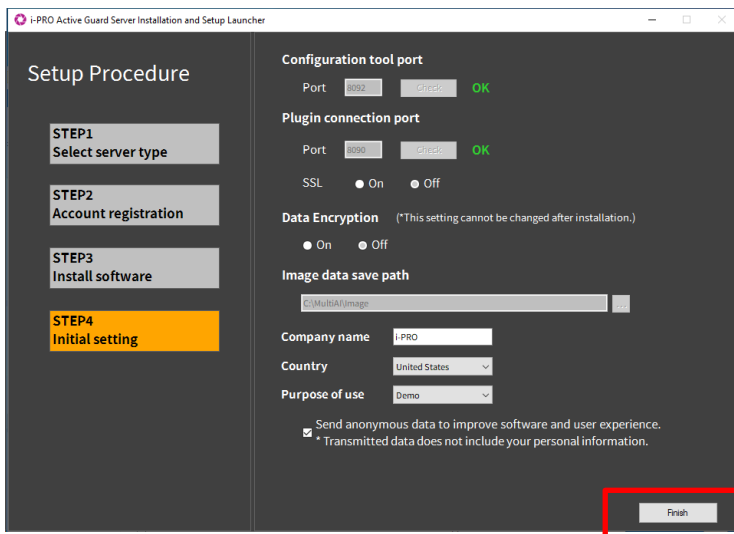 i-PRO Active Guard Server Installation and Setup Launcher
Setup Procedure
STEP1
Select server type
STEP2
Account registration
STEP3
Install software
STEP4
Initial setting
Configuration tool port
Port 8092 Check OK
Plugin connection port
Port 8090 Check OK
SSL On Off
Data Encryption (*This setting cannot be changed after installation.)
On Off
Image data save path
C:\MultiAI\Image ...
Company name i-PRO
Country United States
Purpose of use Demo
Send anonymous data to improve software and user experience.
* Transmitted data does not include your personal information.
Finish